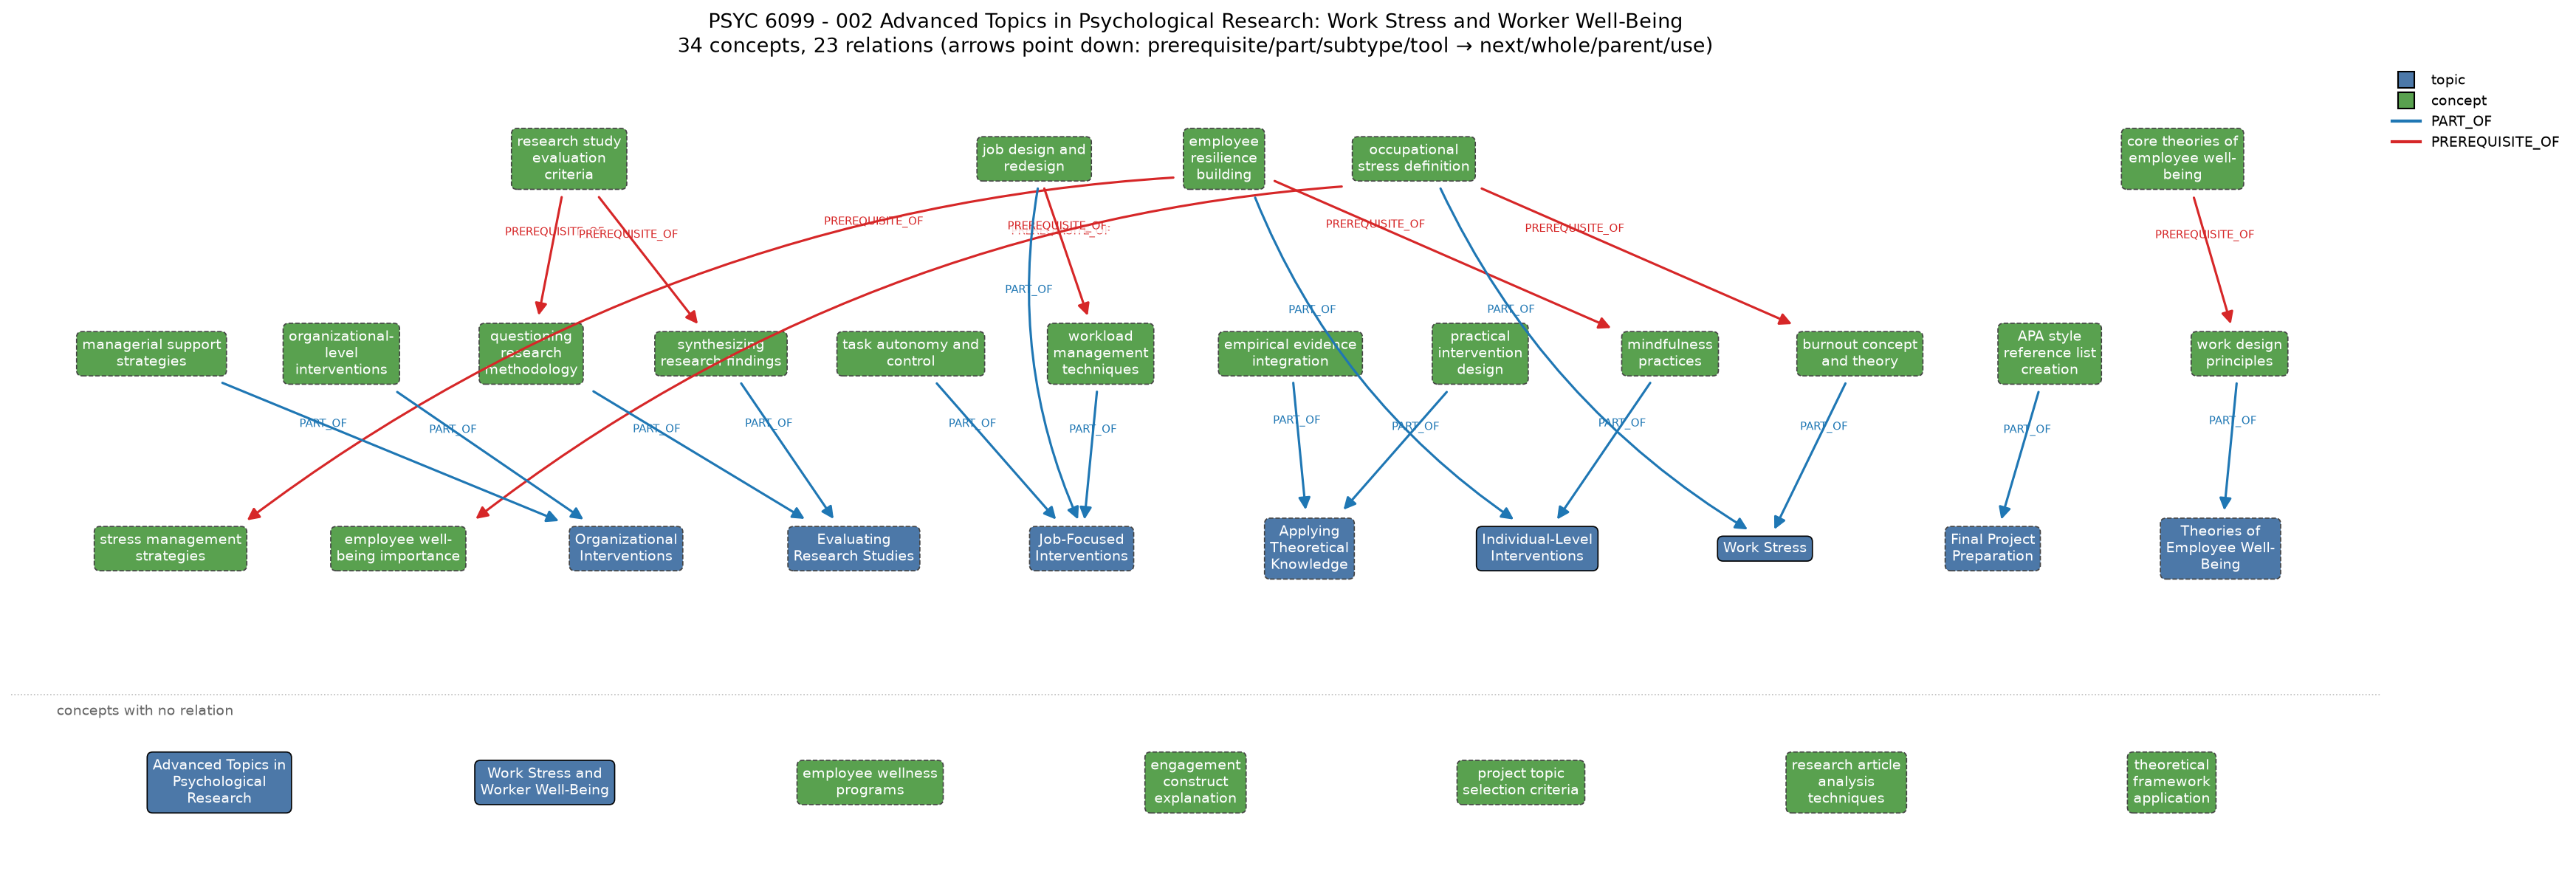 PSYC 6099 - 002 Advanced Topics in Psychological Research: Work Stress and Worker Well-Being
34 concepts, 23 relations (arrows point down: prerequisite/part/subtype/tool → next/whole/parent/use)
topic
concept
PART_OF
PREREQUISITE_OF
research study
evaluation
criteria
job design and
redesign
employee
resilience
building
occupational
stress definition
core theories of
employee well-
being
PREREQUISITE_OF
PREREQUISITE_OF
PREREQUISITE_OF
PREREQUISITE_OF
PREREQUISITE_OF
PREREQUISITE_OF
PREREQUISITE_OF
PREREQUISITE_OF
PART_OF
PART_OF
PART_OF
managerial support
strategies
organizational-
level
interventions
questioning
research
methodology
synthesizing
research findings
task autonomy and
control
workload
management
techniques
empirical evidence
integration
practical
intervention
design
mindfulness
practices
burnout concept
and theory
APA style
reference list
creation
work design
principles
PART_OF
PART_OF
PART_OF
PART_OF
PART_OF
PART_OF
PART_OF
PART_OF
PART_OF
PART_OF
PART_OF
PART_OF
stress management
strategies
employee well-
being importance
Organizational
Interventions
Evaluating
Research Studies
Job-Focused
Interventions
Applying
Theoretical
Knowledge
Individual-Level
Interventions
Work Stress
Final Project
Preparation
Theories of
Employee Well-
Being
concepts with no relation
Advanced Topics in
Psychological
Research
Work Stress and
Worker Well-Being
employee wellness
programs
engagement
construct
explanation
project topic
selection criteria
research article
analysis
techniques
theoretical
framework
application